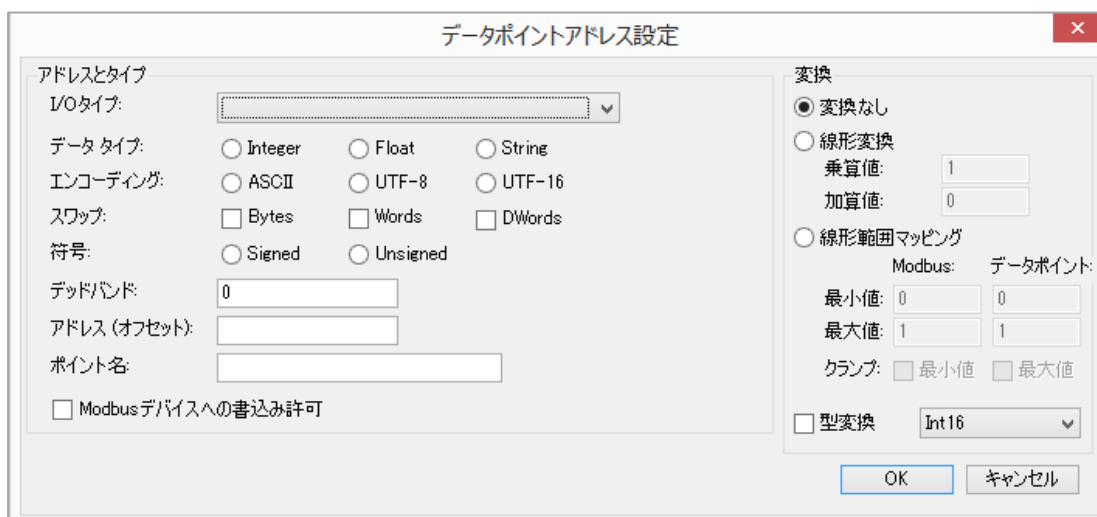 データポイントアドレス設定
アドレスとタイプ
I/Oタイプ:
データ タイプ: Integer Float String
エンコーディング: ASCII UTF-8 UTF-16
スワップ: Bytes Words DWords
符号: Signed Unsigned
デッドバンド: 0
アドレス (オフセット):
ポイント名:
Modbusデバイスへの書込み許可
変換
変換なし
線形変換
乗算値: 1
加算値: 0
線形範囲マッピング
Modbus: データポイント:
最小値: 0 0
最大値: 1 1
クランプ: 最小値 最大値
型変換 Int16
OK キャンセル